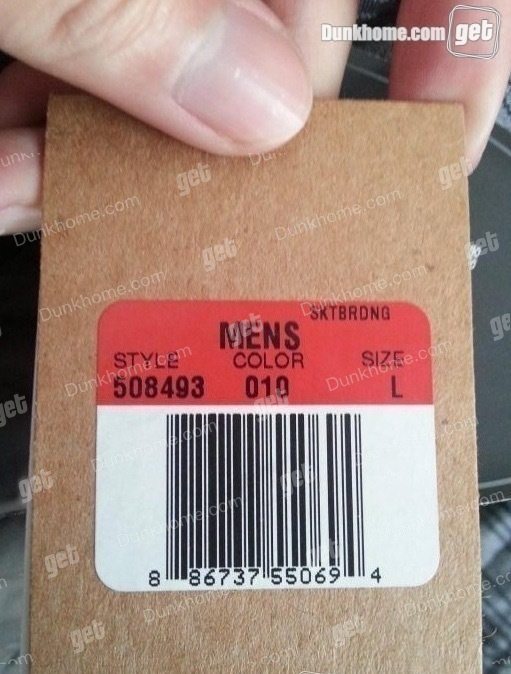 Dunkhome.com get
SKTBRDNG
MENS
STYLE COLOR SIZE
508493 010 L
8 86737 55069 4